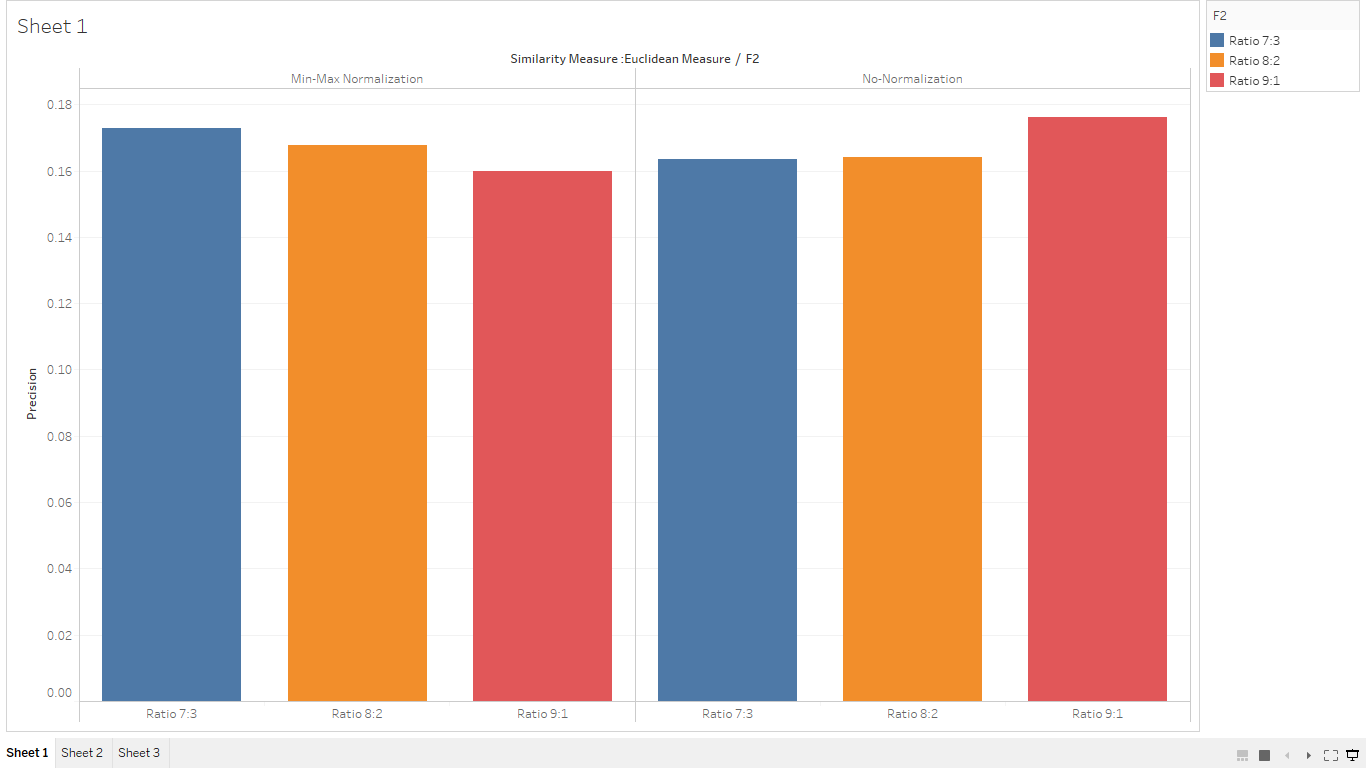 Sheet 1
Similarity Measure :Euclidean Measure / F2
Min-Max Normalization
No-Normalization
0.18
0.16
0.14
0.12
0.10
0.08
0.06
0.04
0.02
0.00
Precision
Ratio 7:3
Ratio 8:2
Ratio 9:1
Ratio 7:3
Ratio 8:2
Ratio 9:1
F2
Ratio 7:3
Ratio 8:2
Ratio 9:1
Sheet 1
Sheet 2
Sheet 3